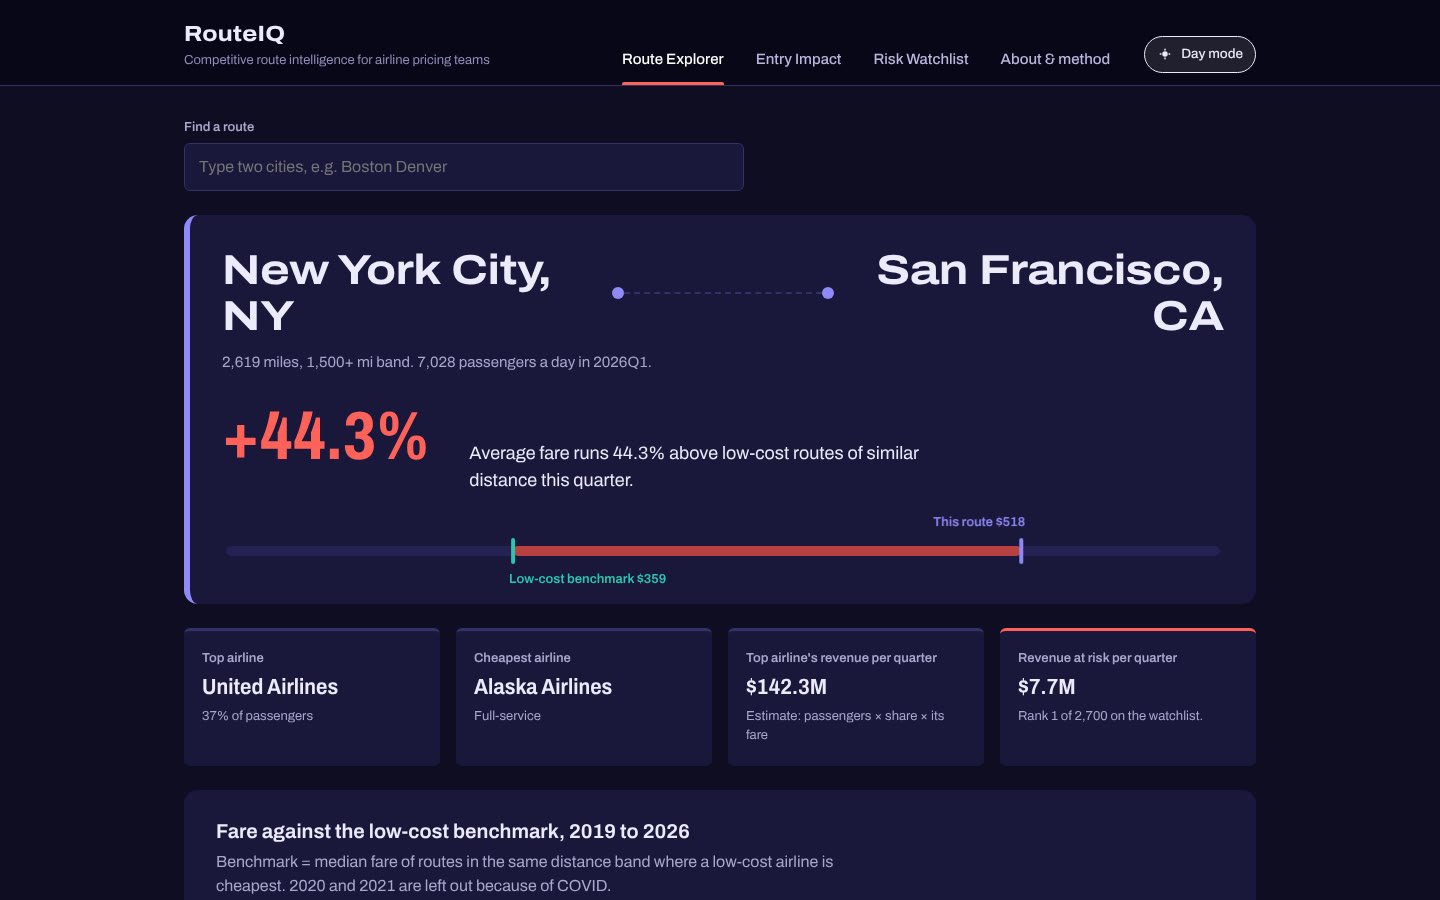 RouteIQ
Competitive route intelligence for airline pricing teams
Route Explorer
Entry Impact
Risk Watchlist
About & method
Day mode
Find a route
Type two cities, e.g. Boston Denver
New York City,
NY
San Francisco,
CA
2,619 miles, 1,500+ mi band. 7,028 passengers a day in 2026Q1.
+44.3%
Average fare runs 44.3% above low-cost routes of similar
distance this quarter.
This route $518
Low-cost benchmark $359
Top airline
United Airlines
37% of passengers
Cheapest airline
Alaska Airlines
Full-service
Top airline's revenue per quarter
$142.3M
Estimate: passengers × share × its
fare
Revenue at risk per quarter
$7.7M
Rank 1 of 2,700 on the watchlist.
Fare against the low-cost benchmark, 2019 to 2026
Benchmark = median fare of routes in the same distance band where a low-cost airline is
cheapest. 2020 and 2021 are left out because of COVID.